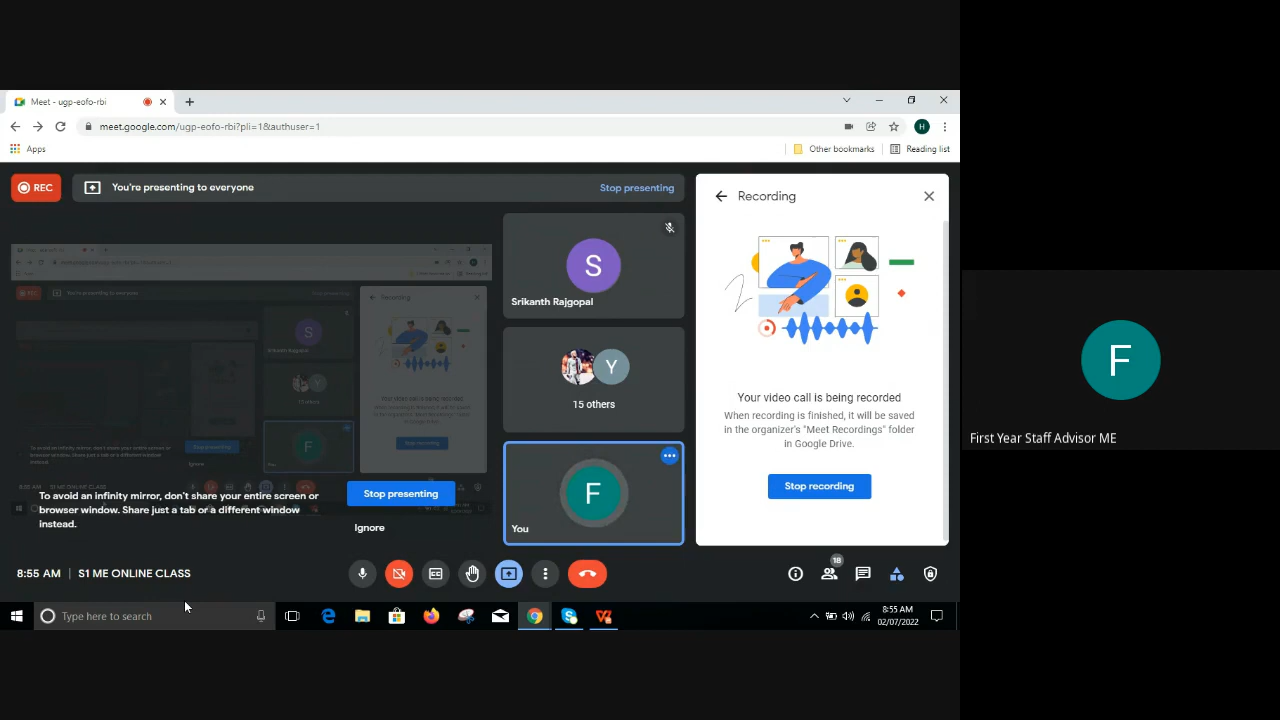 Meet - ugp-eofo-rbi
meet.google.com/ugp-eofo-rbi?pli=1&authuser=1
H
Apps
Other bookmarks
Reading list
REC
You're presenting to everyone
Stop presenting
Recording
S
Srikanth Rajgopal
Y
15 others
F
You
Your video call is being recorded
When recording is finished, it will be saved
in the organizer's "Meet Recordings" folder
in Google Drive.
Stop recording
To avoid an infinity mirror, don't share your entire screen or
browser window. Share just a tab or a different window
instead.
Stop presenting
Ignore
8:55 AM | S1 ME ONLINE CLASS
18
Type here to search
8:55 AM
02/07/2022
F
First Year Staff Advisor ME